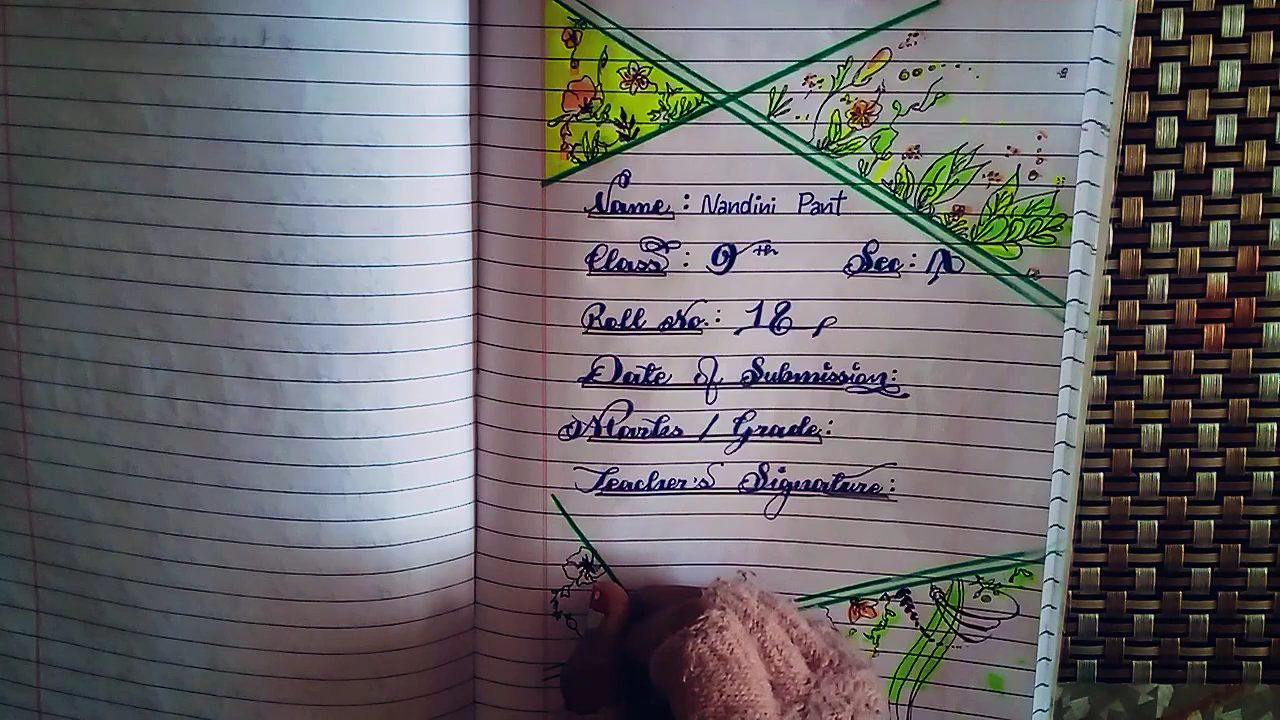 Name : Nandini Pant
Class : 9th Sec : A
Roll No. : 18
Date of Submission:
Marks / Grade:
Teacher's Signature: